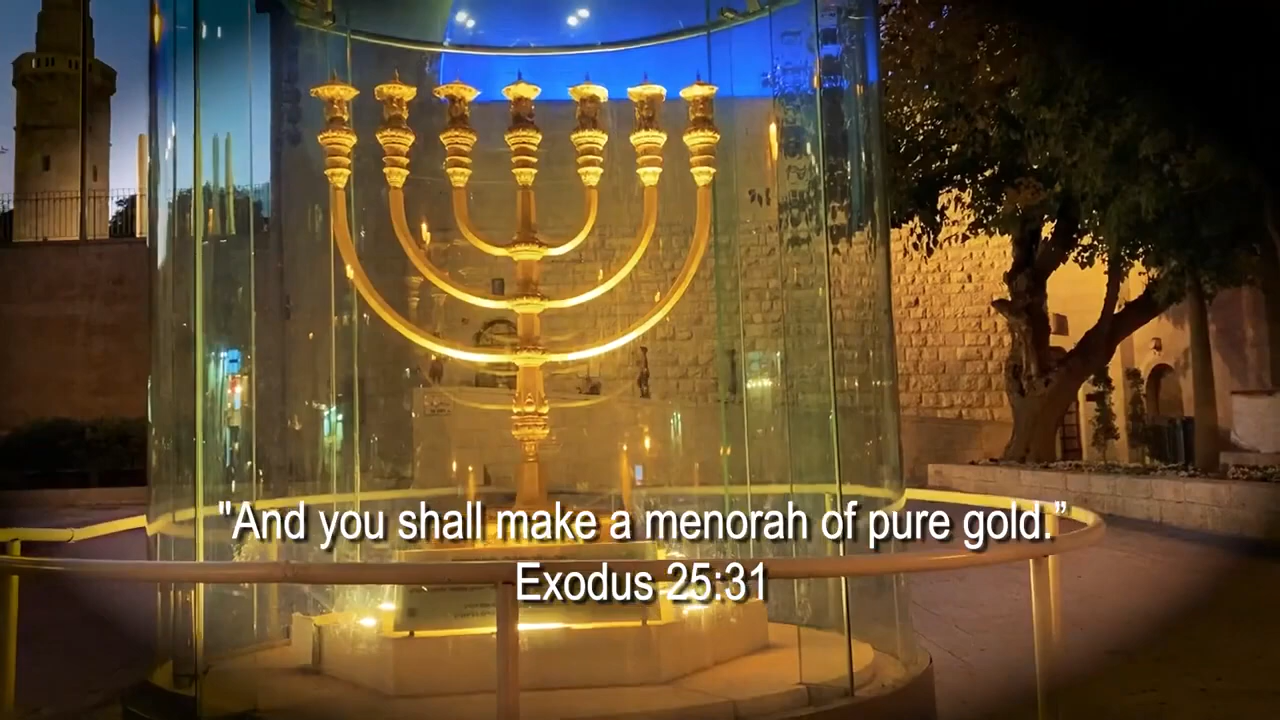 "And you shall make a menorah of pure gold.”
Exodus 25:31